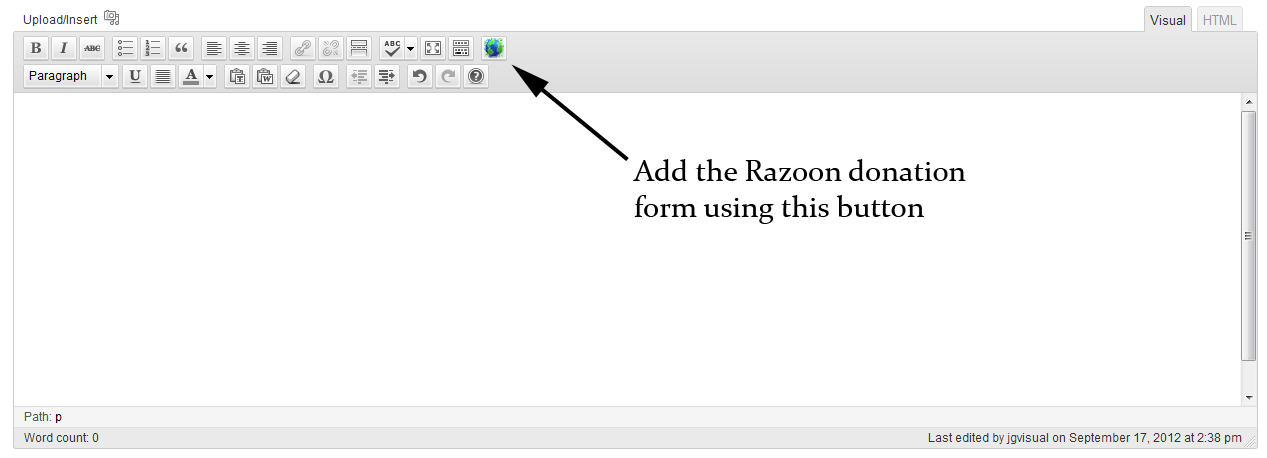 Upload/Insert
Visual
HTML
B I ABC ABC
Paragraph U A T W Ω
Add the Razoon donation
form using this button
Path: p
Word count: 0
Last edited by jgvisual on September 17, 2012 at 2:38 pm